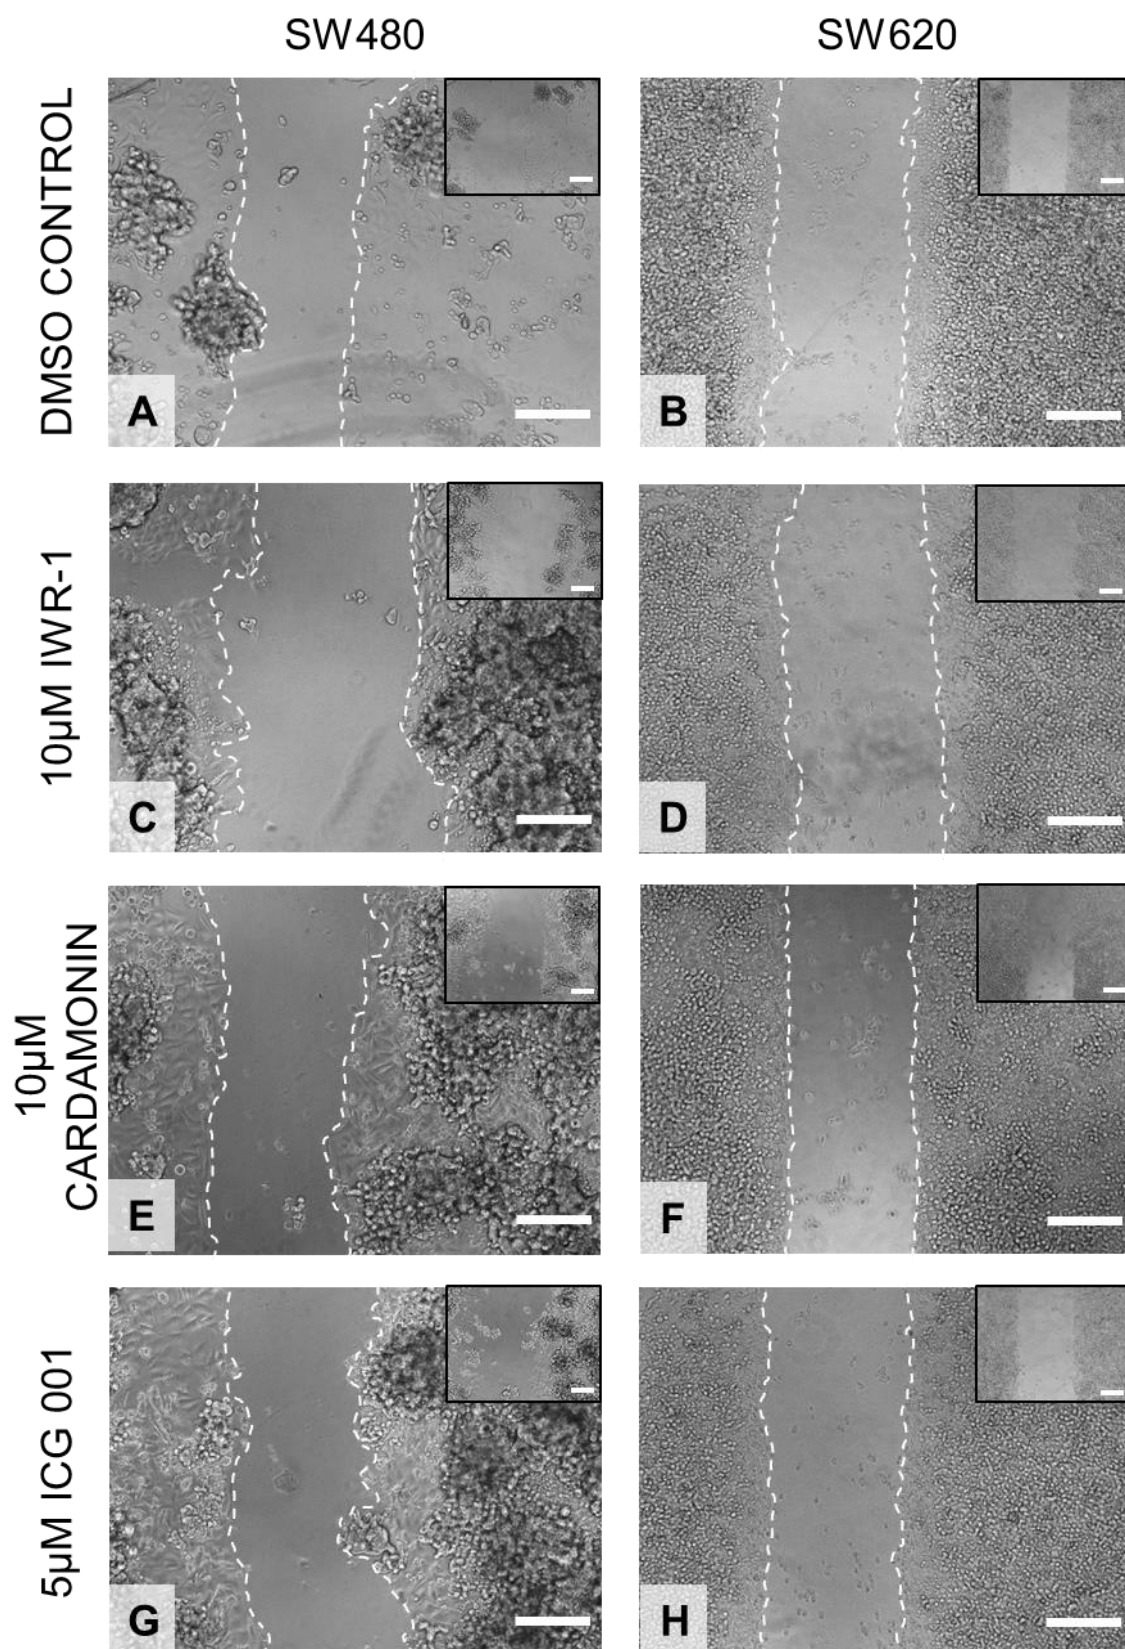 SW480 SW620
DMSO CONTROL
A
B
10µM IWR-1
C
D
10µM
CARDAMONIN
E
F
5µM ICG 001
G
H